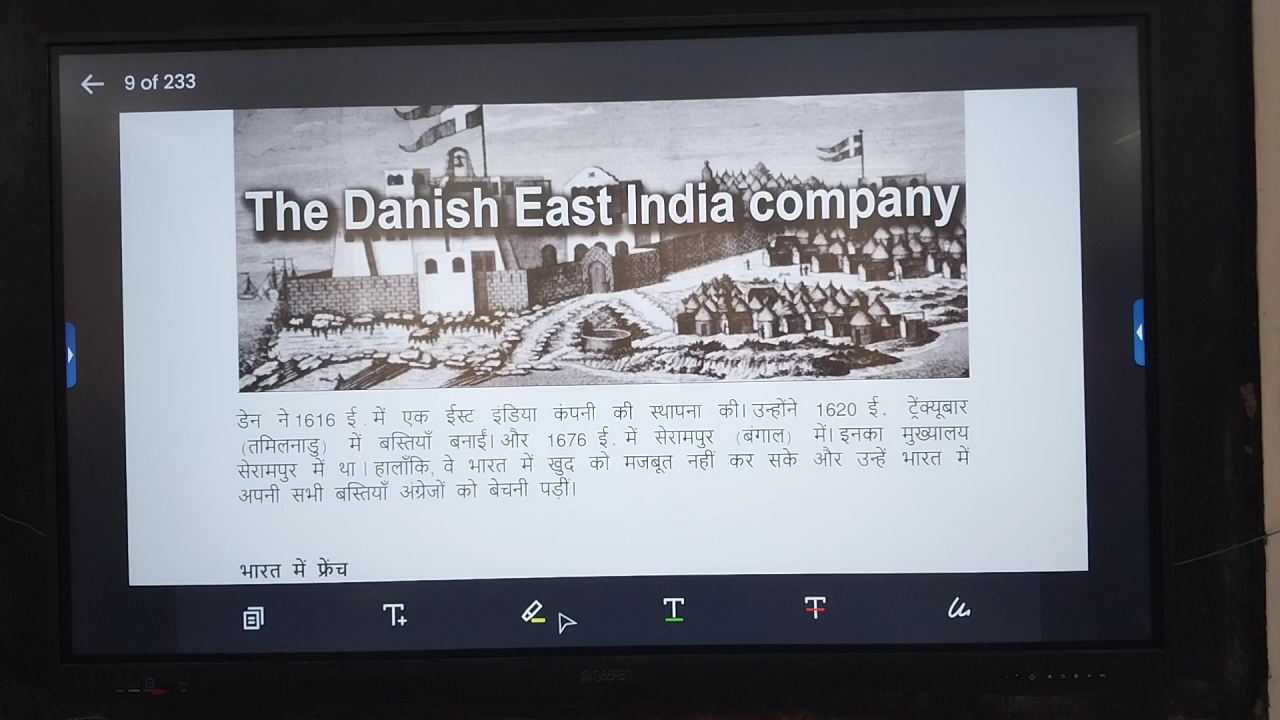 9 of 233
The Danish East India company
डेन ने 1616 ई. में एक ईस्ट इंडिया कंपनी की स्थापना की। उन्होंने 1620 ई. ट्रेंक्यूबार
(तमिलनाडु) में बस्तियाँ बनाईं। और 1676 ई. में सेरामपुर (बंगाल) में। इनका मुख्यालय
सेरामपुर में था। हालाँकि, वे भारत में खुद को मजबूत नहीं कर सके और उन्हें भारत में
अपनी सभी बस्तियाँ अंग्रेजों को बेचनी पड़ीं।
भारत में फ्रेंच